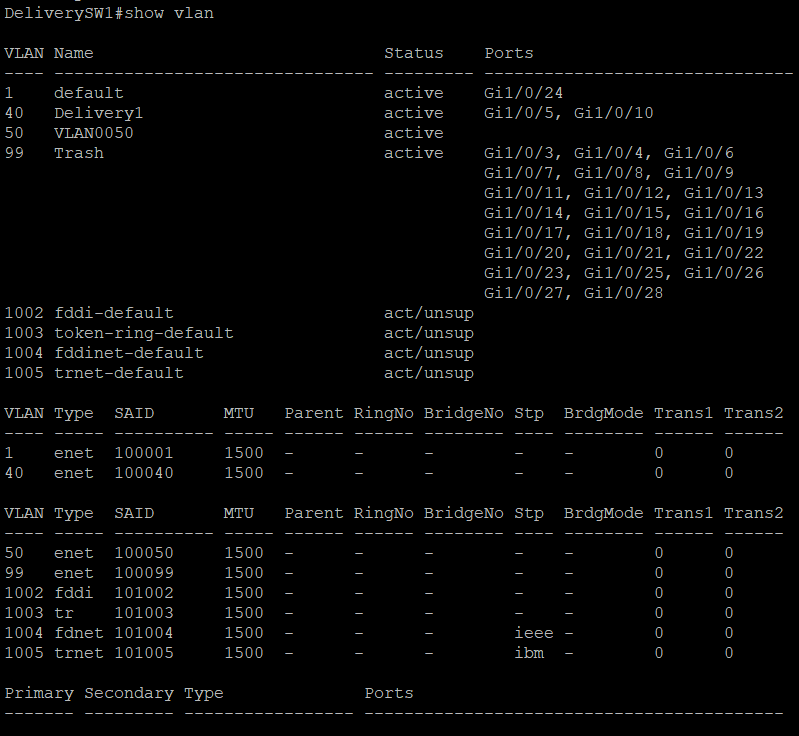 DeliverySW1#show vlan
VLAN Name                             Status    Ports
---- -------------------------------- --------- -------------------------------
1    default                          active    Gi1/0/24
40   Delivery1                        active    Gi1/0/5, Gi1/0/10
50   VLAN0050                         active
99   Trash                            active    Gi1/0/3, Gi1/0/4, Gi1/0/6
                                                Gi1/0/7, Gi1/0/8, Gi1/0/9
                                                Gi1/0/11, Gi1/0/12, Gi1/0/13
                                                Gi1/0/14, Gi1/0/15, Gi1/0/16
                                                Gi1/0/17, Gi1/0/18, Gi1/0/19
                                                Gi1/0/20, Gi1/0/21, Gi1/0/22
                                                Gi1/0/23, Gi1/0/25, Gi1/0/26
                                                Gi1/0/27, Gi1/0/28
1002 fddi-default                     act/unsup
1003 token-ring-default               act/unsup
1004 fddinet-default                  act/unsup
1005 trnet-default                    act/unsup
VLAN Type  SAID       MTU   Parent RingNo BridgeNo Stp  BrdgMode Trans1 Trans2
---- ----- ---------- ----- ------ ------ -------- ---- -------- ------ ------
1    enet  100001     1500  -      -      -        -    -        0      0
40   enet  100040     1500  -      -      -        -    -        0      0
VLAN Type  SAID       MTU   Parent RingNo BridgeNo Stp  BrdgMode Trans1 Trans2
---- ----- ---------- ----- ------ ------ -------- ---- -------- ------ ------
50   enet  100050     1500  -      -      -        -    -        0      0
99   enet  100099     1500  -      -      -        -    -        0      0
1002 fddi  101002     1500  -      -      -        -    -        0      0
1003 tr    101003     1500  -      -      -        -    -        0      0
1004 fdnet 101004     1500  -      -      -        ieee -        0      0
1005 trnet 101005     1500  -      -      -        ibm  -        0      0
Primary Secondary Type              Ports
------- --------- ----------------- ------------------------------------------